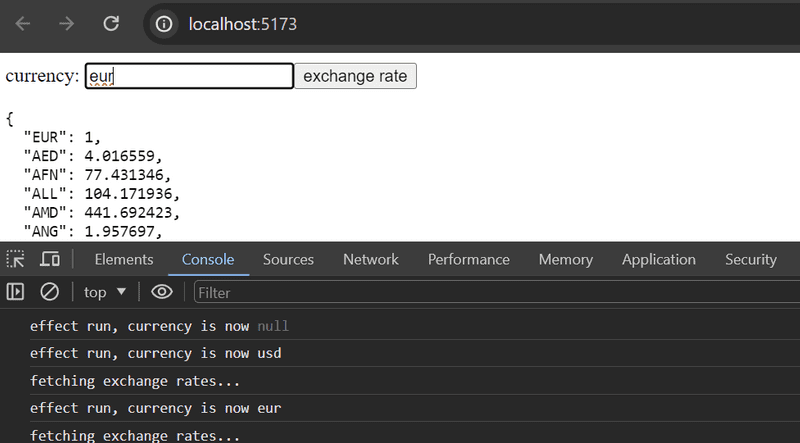 localhost:5173
currency: eur exchange rate
{
"EUR": 1,
"AED": 4.016559,
"AFN": 77.431346,
"ALL": 104.171936,
"AMD": 441.692423,
"ANG": 1.957697,
Elements Console Sources Network Performance Memory Application Security
top Filter
effect run, currency is now null
effect run, currency is now usd
fetching exchange rates...
effect run, currency is now eur
fetching exchange rates...